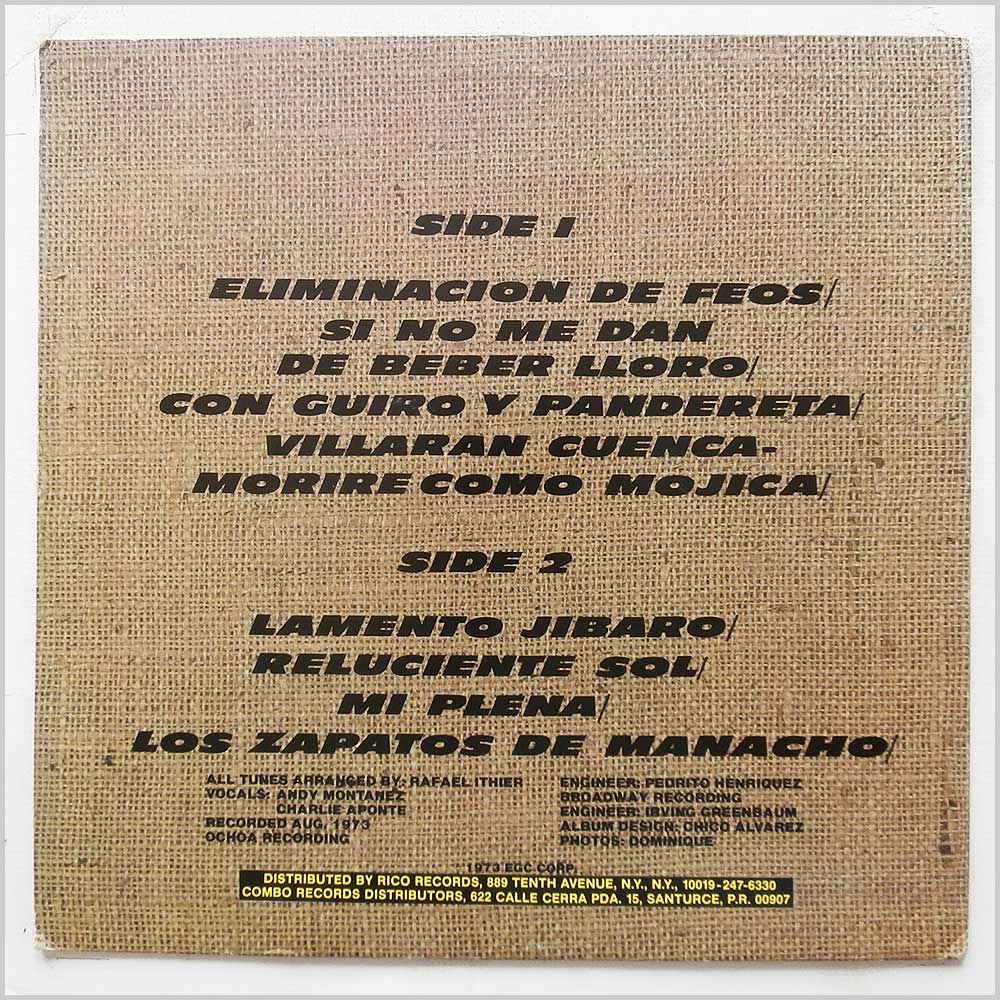 SIDE 1
ELIMINACION DE FEOS/
SI NO ME DAN
DE BEBER LLORO/
CON GUIRO Y PANDERETA/
VILLARAN CUENCA-
MORIRE COMO MOJICA/
SIDE 2
LAMENTO JIBARO/
RELUCIENTE SOL/
MI PLENA/
LOS ZAPATOS DE MANACHO/
ALL TUNES ARRANGED BY: RAFAEL ITHIER
VOCALS: ANDY MONTANEZ
CHARLIE APONTE
RECORDED AUG. 1973
OCHOA RECORDING
ENGINEER: PEDRITO HENRIQUEZ
BROADWAY RECORDING
ENGINEER: IRVING GREENBAUM
ALBUM DESIGN: CHICO ALVAREZ
PHOTOS: DOMINIQUE
1973 EGC CORP.
DISTRIBUTED BY RICO RECORDS, 889 TENTH AVENUE, N.Y., N.Y., 10019-247-6330
COMBO RECORDS DISTRIBUTORS, 622 CALLE CERRA PDA. 15, SANTURCE, P.R. 00907